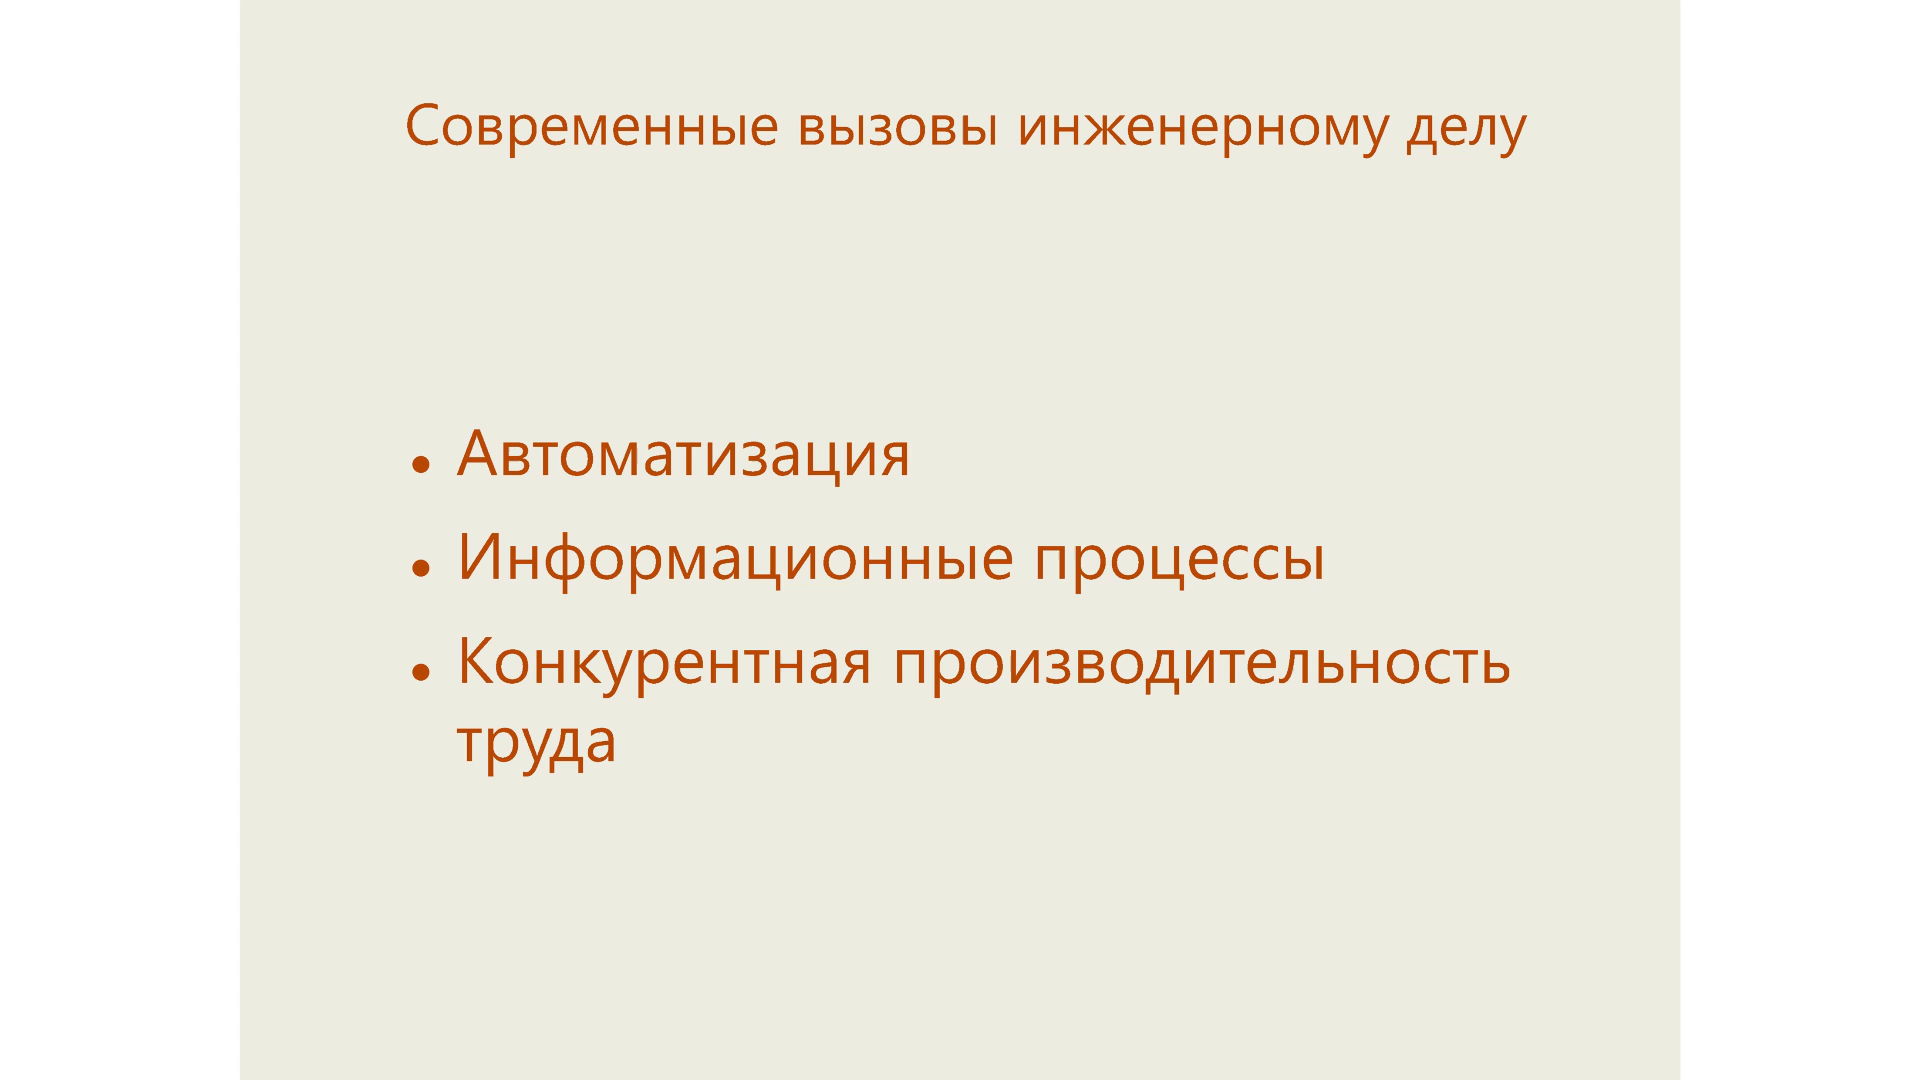 Современные вызовы инженерному делу
• Автоматизация
• Информационные процессы
• Конкурентная производительность
труда